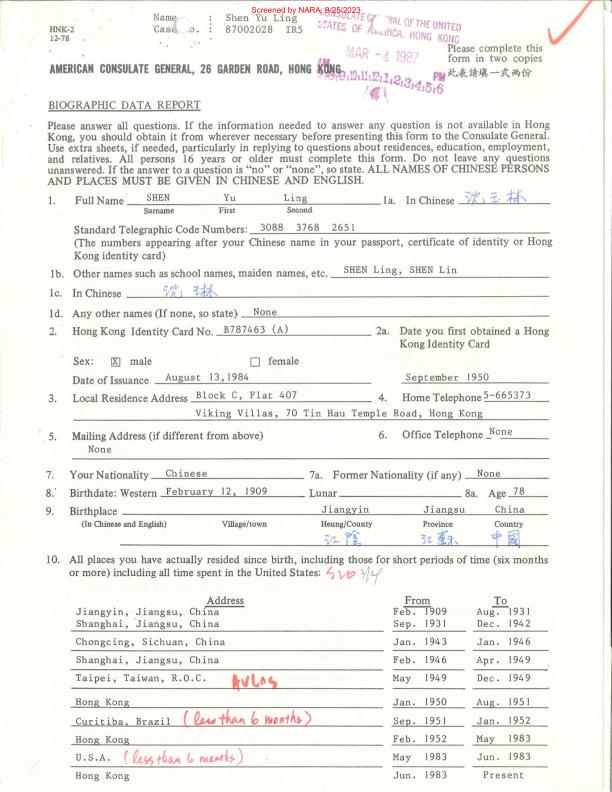 Screened by NARA, 9/25/2023
HNK-2
12-78
Name : Shen Yu Ling
Case No. : 87002028 IR5
CONSULATE GENERAL OF THE UNITED
STATES OF AMERICA, HONG KONG
MAR -4 1987
AM 9,10,11,12,1,2,3,4,5,6 PM
Please complete this
form in two copies
此表請填一式兩份
AMERICAN CONSULATE GENERAL, 26 GARDEN ROAD, HONG KONG
BIOGRAPHIC DATA REPORT
Please answer all questions. If the information needed to answer any question is not available in Hong
Kong, you should obtain it from wherever necessary before presenting this form to the Consulate General.
Use extra sheets, if needed, particularly in replying to questions about residences, education, employment,
and relatives. All persons 16 years or older must complete this form. Do not leave any questions
unanswered. If the answer to a question is “no” or “none”, so state. ALL NAMES OF CHINESE PERSONS
AND PLACES MUST BE GIVEN IN CHINESE AND ENGLISH.
1. Full Name SHEN Yu Ling 1a. In Chinese 沈玉林
Surname First Second
Standard Telegraphic Code Numbers: 3088 3768 2651
(The numbers appearing after your Chinese name in your passport, certificate of identity or Hong
Kong identity card)
1b. Other names such as school names, maiden names, etc. SHEN Ling, SHEN Lin
1c. In Chinese 沈 琳
1d. Any other names (If none, so state) None
2. Hong Kong Identity Card No. B787463 (A) 2a. Date you first obtained a Hong
Kong Identity Card
Sex: X male female
Date of Issuance August 13,1984 September 1950
3. Local Residence Address Block C, Flat 407 4. Home Telephone 5-665373
Viking Villas, 70 Tin Hau Temple Road, Hong Kong
5. Mailing Address (if different from above) 6. Office Telephone None
None
7. Your Nationality Chinese 7a. Former Nationality (if any) None
8. Birthdate: Western February 12, 1909 Lunar 8a. Age 78
9. Birthplace Jiangyin Jiangsu China
(In Chinese and English) Village/town Heung/County Province Country
江陰 江蘇 中國
10. All places you have actually resided since birth, including those for short periods of time (six months
or more) including all time spent in the United States:
Address From To
Jiangyin, Jiangsu, China Feb. 1909 Aug. 1931
Shanghai, Jiangsu, China Sep. 1931 Dec. 1942
Chongcing, Sichuan, China Jan. 1943 Jan. 1946
Shanghai, Jiangsu, China Feb. 1946 Apr. 1949
Taipei, Taiwan, R.O.C. May 1949 Dec. 1949
Hong Kong Jan. 1950 Aug. 1951
Curitiba, Brazil (less than 6 months) Sep. 1951 Jan. 1952
Hong Kong Feb. 1952 May 1983
U.S.A. (less than 6 months) May 1983 Jun. 1983
Hong Kong Jun. 1983 Present